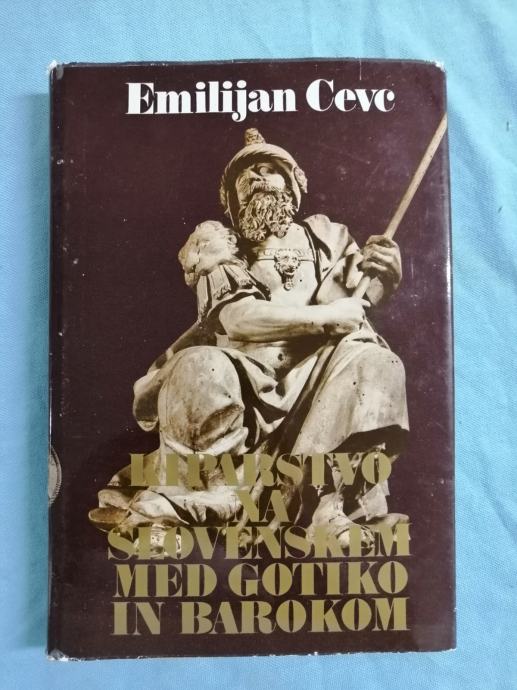 Emilijan Cevc
KIPARSTVO
NA
SLOVENSKEM
MED GOTIKO
IN BAROKOM